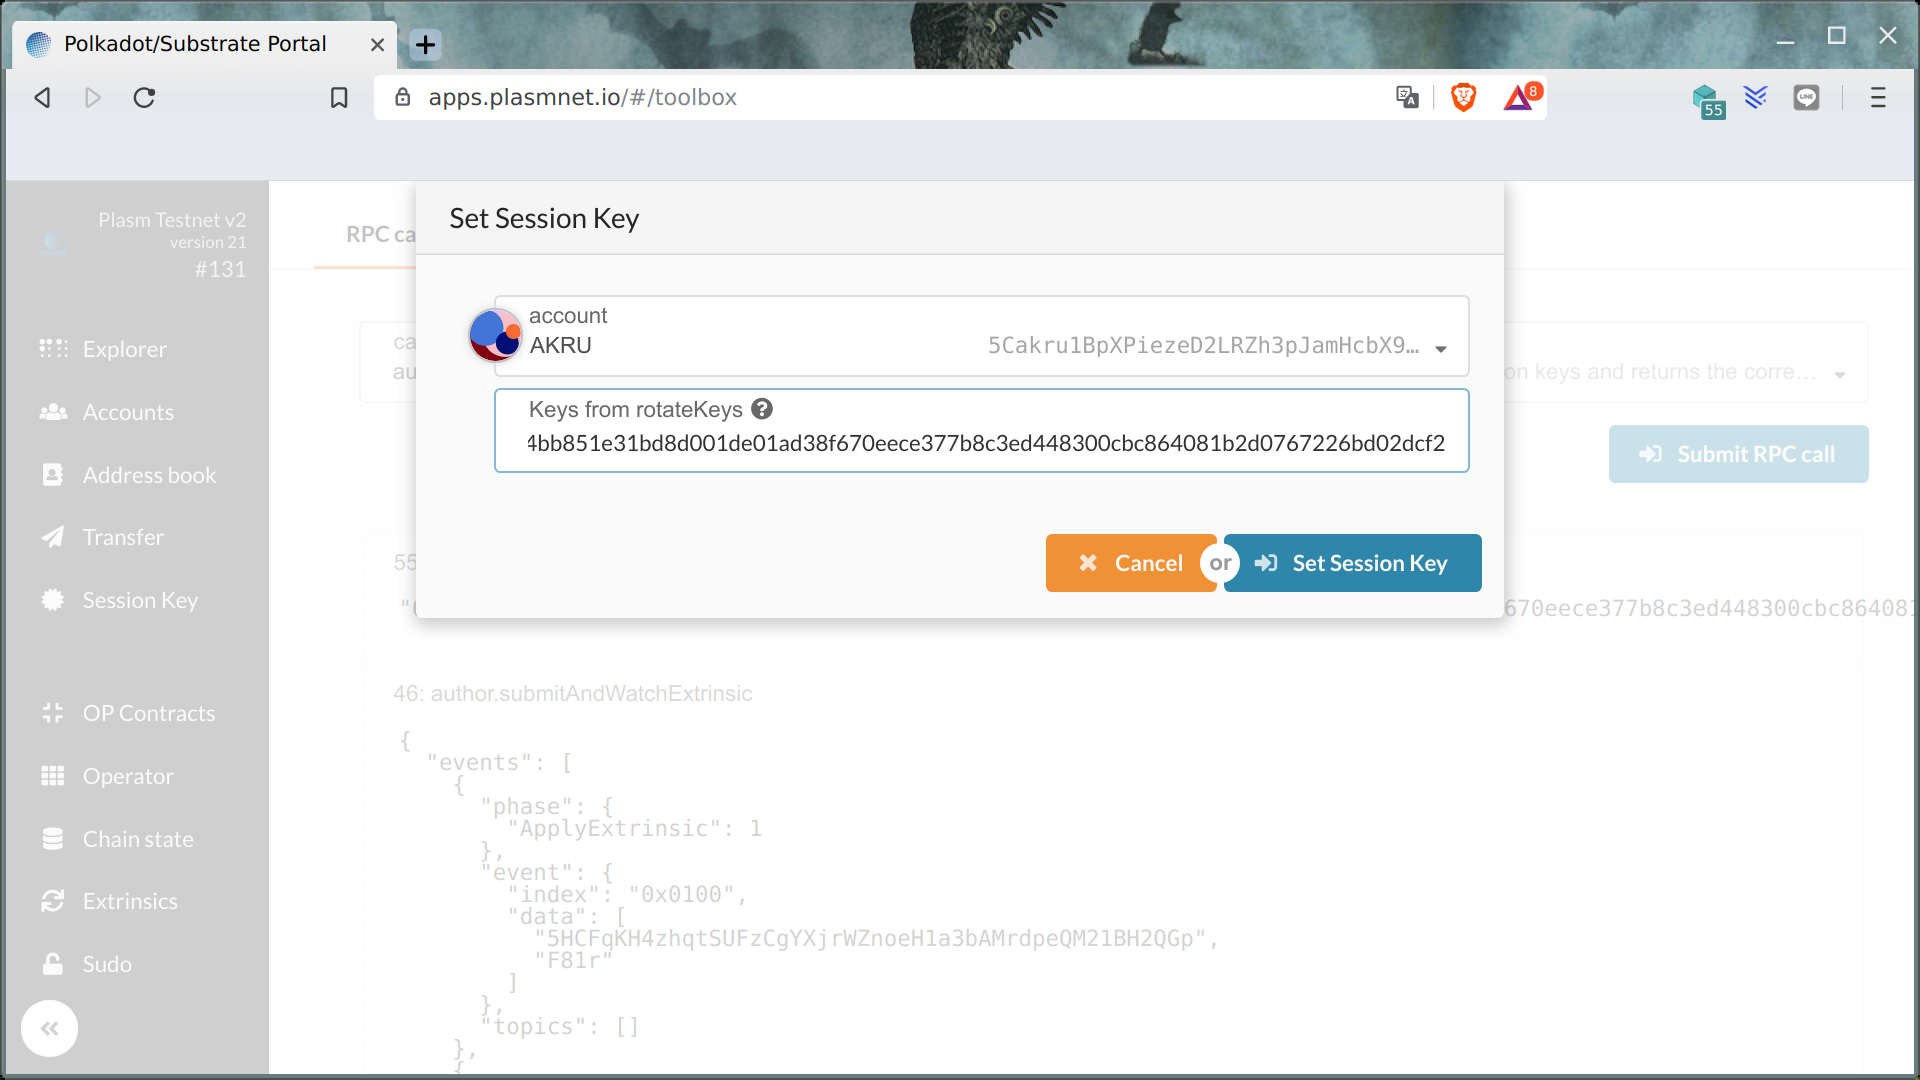 Polkadot/Substrate Portal
apps.plasmnet.io/#/toolbox
8
55
LINE
Plasm Testnet v2
version 21
#131
Explorer
Accounts
Address book
Transfer
Session Key
OP Contracts
Operator
Chain state
Extrinsics
Sudo
RPC ca
Set Session Key
account
AKRU
5Cakru1BpXPiezeD2LRZh3pJamHcbX9…
Keys from rotateKeys
4bb851e31bd8d001de01ad38f670eece377b8c3ed448300cbc864081b2d0767226bd02dcf2
Cancel
or
Set Session Key
ca
au
on keys and returns the corre…
Submit RPC call
55
670eece377b8c3ed448300cbc864081
46: author.submitAndWatchExtrinsic
{
"events": [
{
"phase": {
"ApplyExtrinsic": 1
},
"event": {
"index": "0x0100",
"data": [
"5HCFqKH4zhqtSUFzCgYXjrWZnoeH1a3bAMrdpeQM21BH2QGp",
"F81r"
]
},
"topics": []
},
{